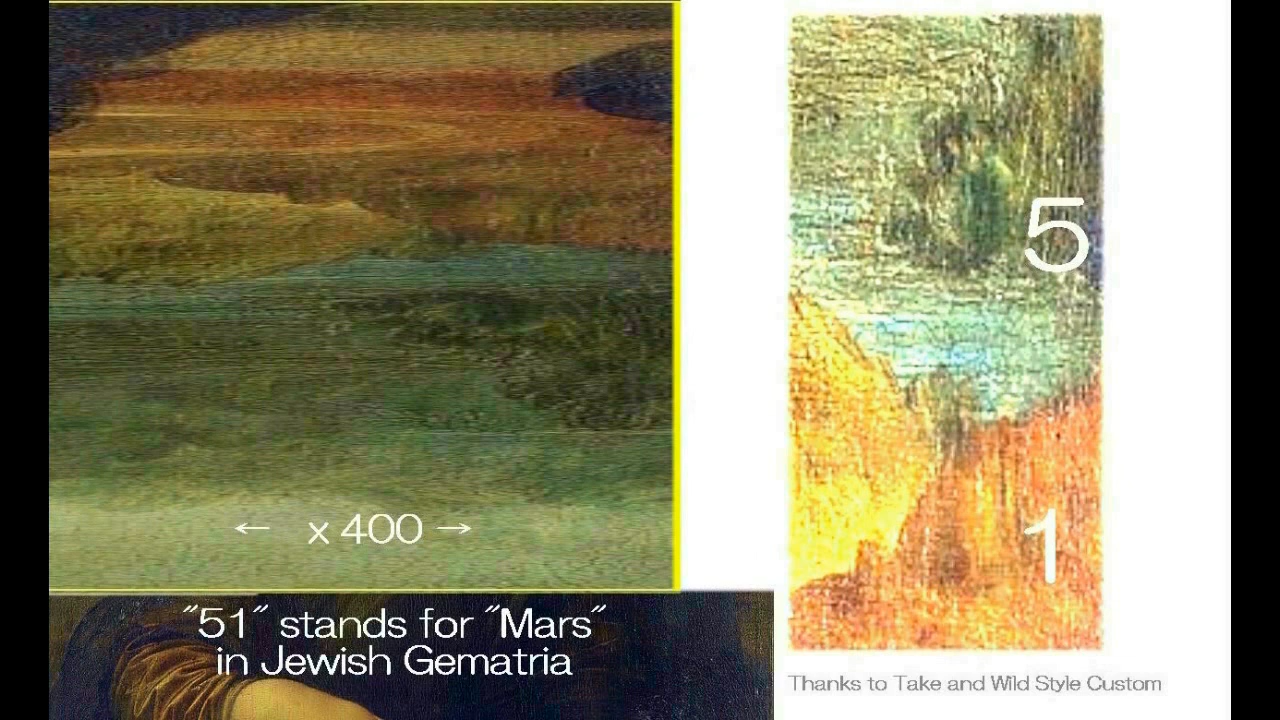 ← x 400 →
"51" stands for "Mars"
in Jewish Gematria
5
1
Thanks to Take and Wild Style Custom